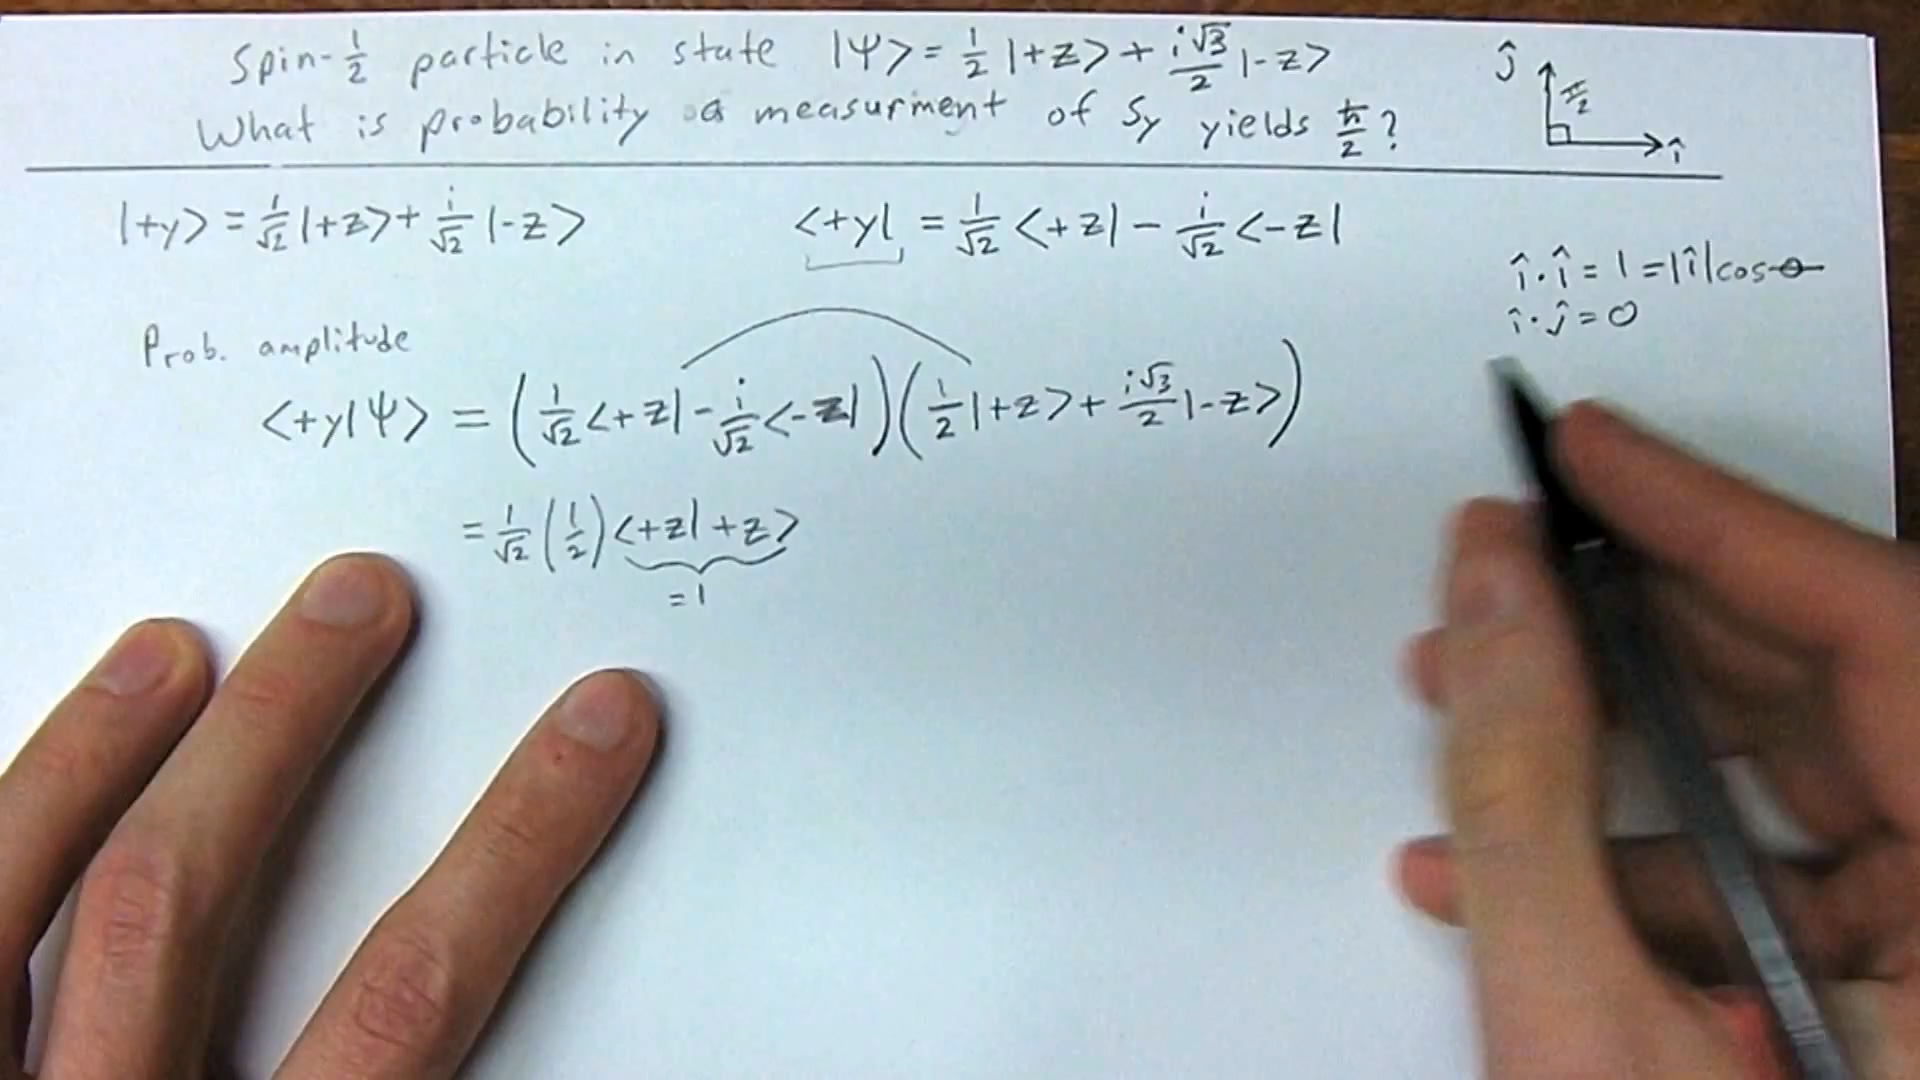 Spin-½ particle in state |Ψ> = 1/2 |+z> + i√3/2 |-z>
What is probability a measurment of Sy yields ħ/2?
ĵ
π/2
î
|+y> = 1/√2 |+z> + i/√2 |-z>
<+y| = 1/√2 <+z| - i/√2 <-z|
î·î = 1 = |î| cos θ
î·ĵ = 0
Prob. amplitude
<+y|Ψ> = (1/√2 <+z| - i/√2 <-z|)(1/2 |+z> + i√3/2 |-z>)
= 1/√2 (1/2) <+z|+z>
= 1